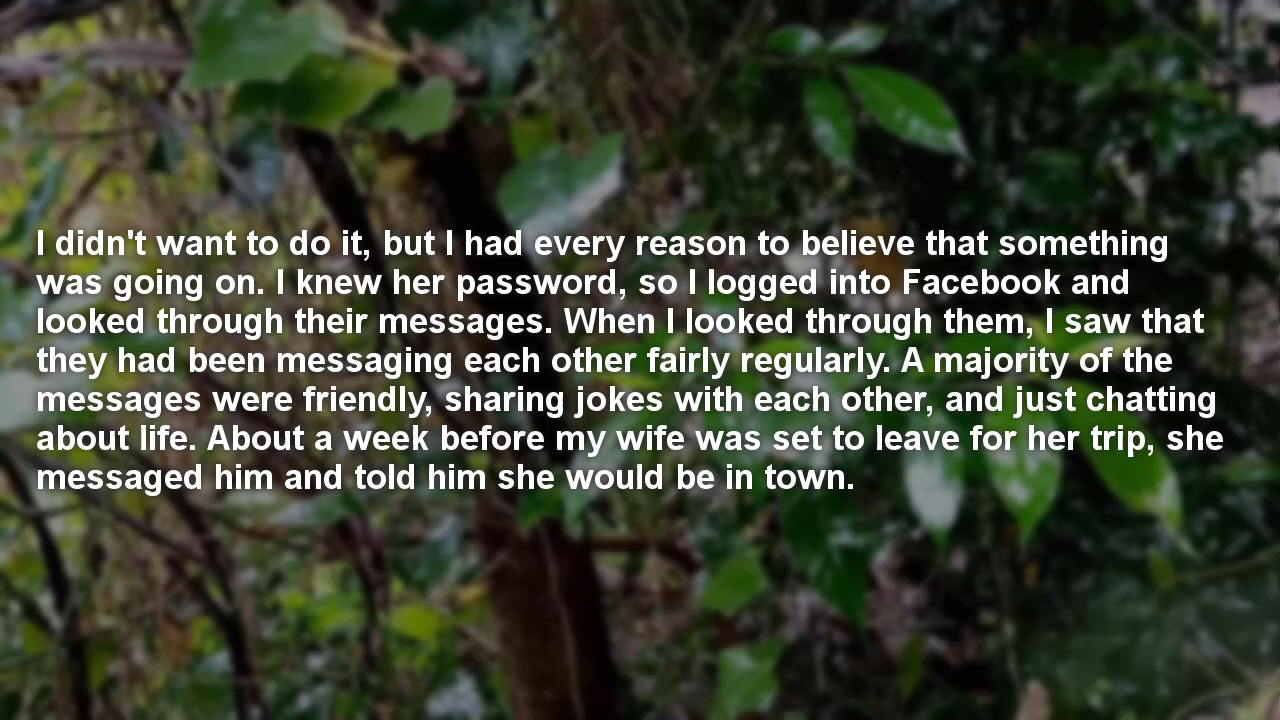 I didn't want to do it, but I had every reason to believe that something
was going on. I knew her password, so I logged into Facebook and
looked through their messages. When I looked through them, I saw that
they had been messaging each other fairly regularly. A majority of the
messages were friendly, sharing jokes with each other, and just chatting
about life. About a week before my wife was set to leave for her trip, she
messaged him and told him she would be in town.